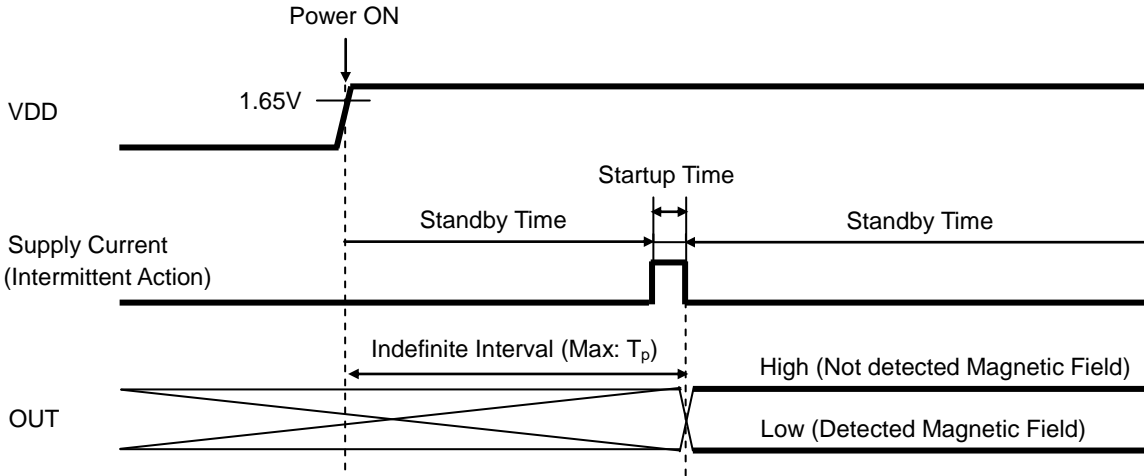 Power ON
1.65V
VDD
Startup Time
Standby Time
Standby Time
Supply Current
(Intermittent Action)
Indefinite Interval (Max: Tp)
High (Not detected Magnetic Field)
OUT
Low (Detected Magnetic Field)